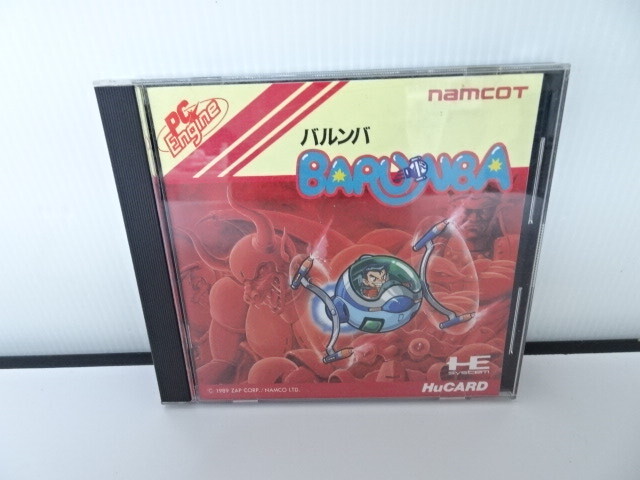 PC Engine
namcoT
バルンバ
BARUNBA
© 1989 ZAP CORP. / NAMCO LTD.
HE
SYSTEM
HuCARD